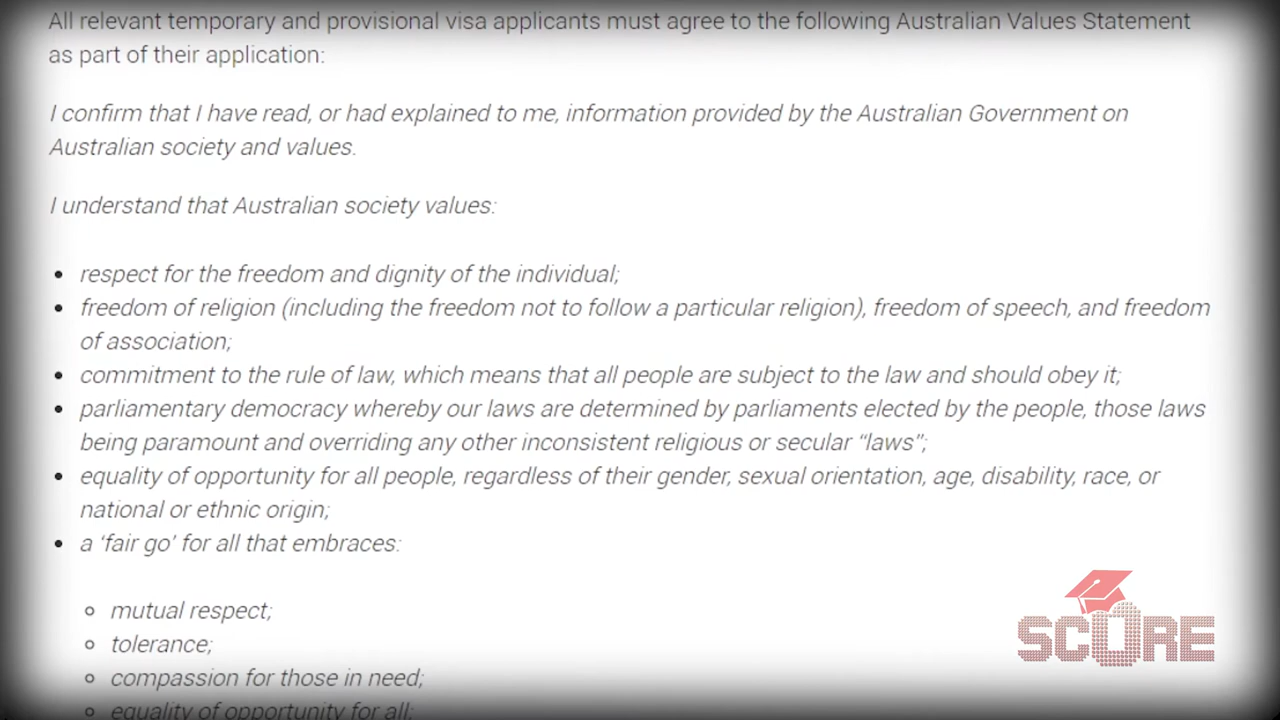 All relevant temporary and provisional visa applicants must agree to the following Australian Values Statement
as part of their application:
I confirm that I have read, or had explained to me, information provided by the Australian Government on
Australian society and values.
I understand that Australian society values:
• respect for the freedom and dignity of the individual;
• freedom of religion (including the freedom not to follow a particular religion), freedom of speech, and freedom
of association;
• commitment to the rule of law, which means that all people are subject to the law and should obey it;
• parliamentary democracy whereby our laws are determined by parliaments elected by the people, those laws
being paramount and overriding any other inconsistent religious or secular “laws”;
• equality of opportunity for all people, regardless of their gender, sexual orientation, age, disability, race, or
national or ethnic origin;
• a ‘fair go’ for all that embraces:
○ mutual respect;
○ tolerance;
○ compassion for those in need;
○ equality of opportunity for all;
SCORE